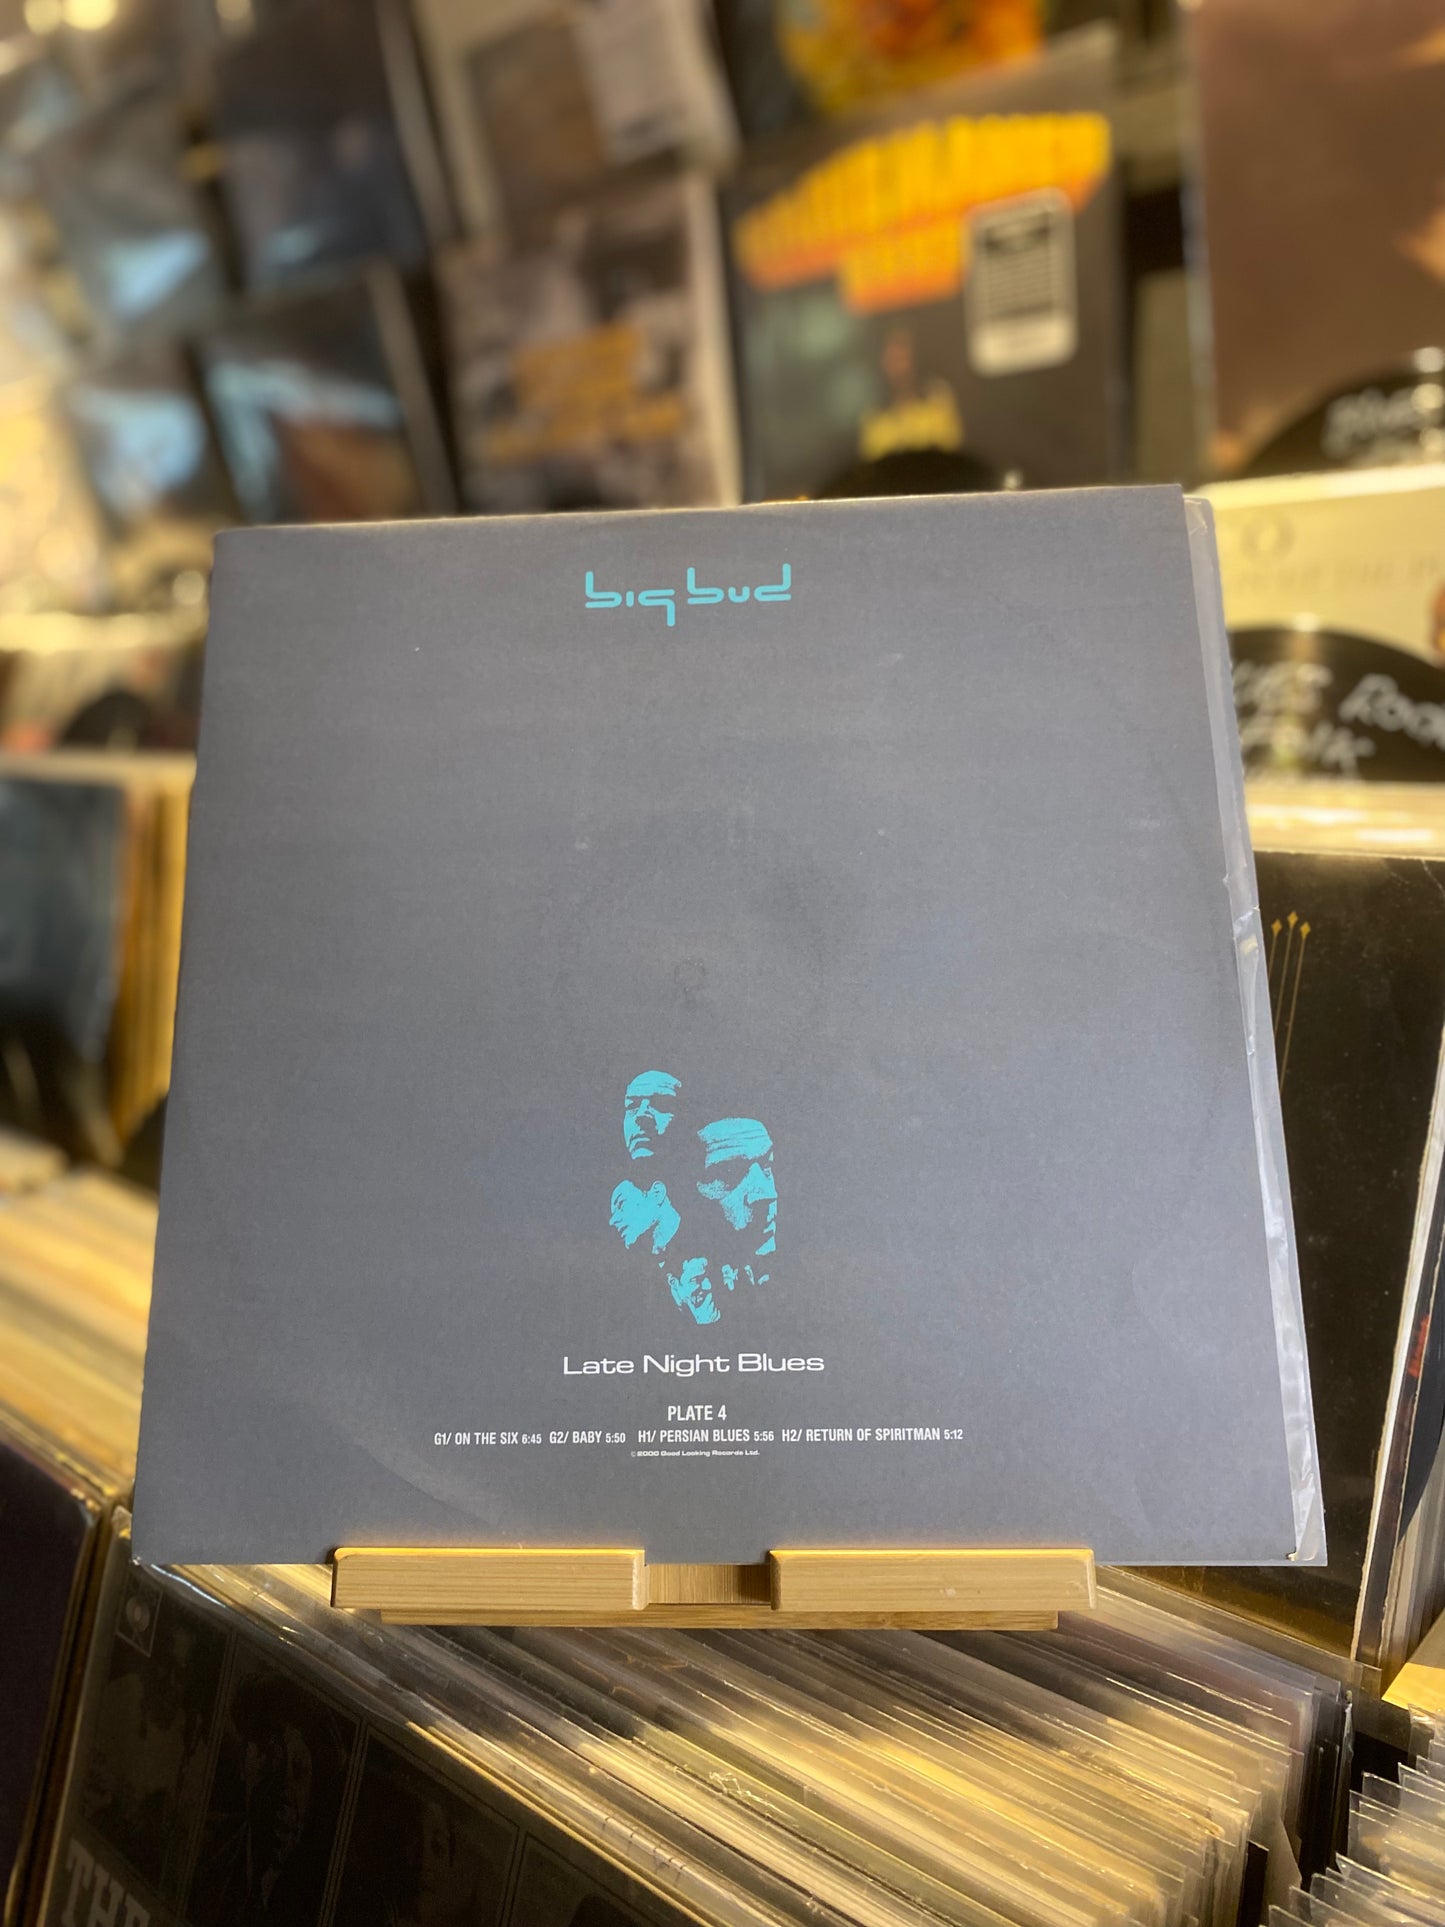 big bud
Late Night Blues
PLATE 4
G1/ ON THE SIX 6:45 G2/ BABY 5:50 H1/ PERSIAN BLUES 5:56 H2/ RETURN OF SPIRITMAN 5:12
©2000 Good Looking Records Ltd.
THE